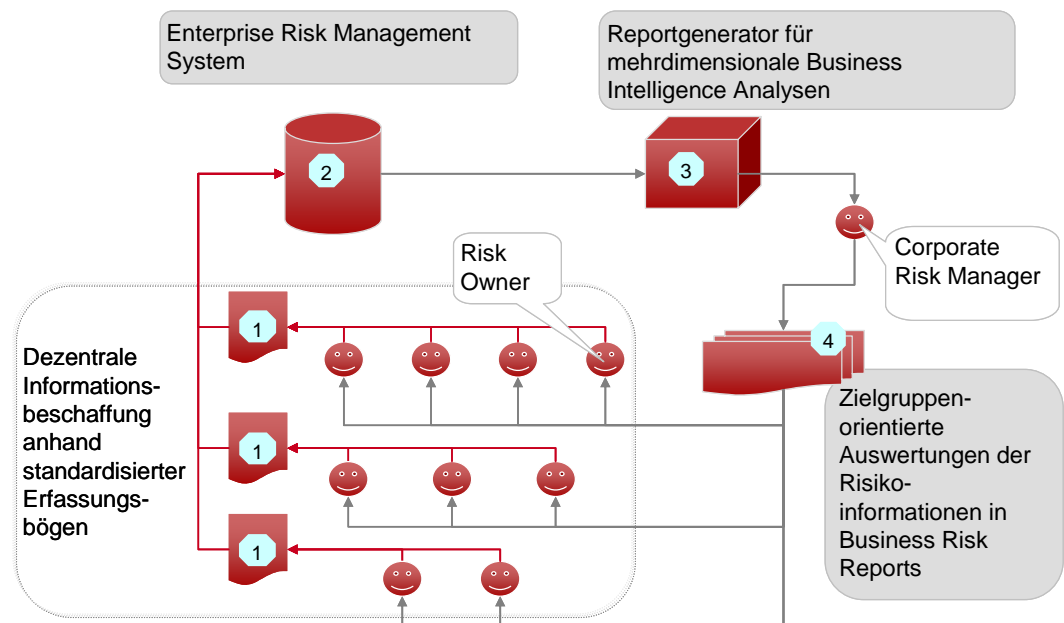 Enterprise Risk Management
System
Reportgenerator für
mehrdimensionale Business
Intelligence Analysen
2
3
Risk
Owner
Corporate
Risk Manager
1
4
Dezentrale
Informations-
beschaffung
anhand
standardisierter
Erfassungs-
bögen
1
1
Zielgruppen-
orientierte
Auswertungen der
Risiko-
informationen in
Business Risk
Reports